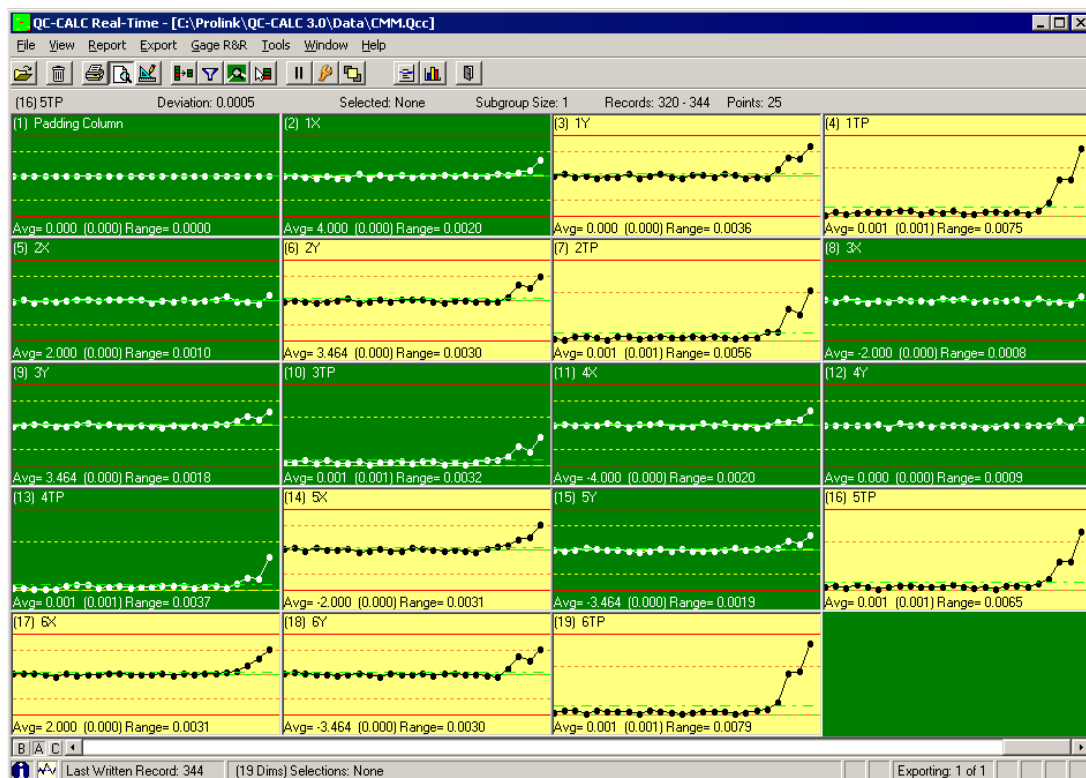 QC-CALC Real-Time - [C:\Prolink\QC-CALC 3.0\Data\CMM.Qcc]
File View Report Export Gage R&R Tools Window Help
(16) 5TP Deviation: 0.0005 Selected: None Subgroup Size: 1 Records: 320 - 344 Points: 25
(1) Padding Column (2) 1X (3) 1Y (4) 1TP
Avg= 0.000 (0.000) Range= 0.0000 Avg= 4.000 (0.000) Range= 0.0020 Avg= 0.000 (0.000) Range= 0.0036 Avg= 0.001 (0.001) Range= 0.0075
(5) 2X (6) 2Y (7) 2TP (8) 3X
Avg= 2.000 (0.000) Range= 0.0010 Avg= 3.464 (0.000) Range= 0.0030 Avg= 0.001 (0.001) Range= 0.0056 Avg= -2.000 (0.000) Range= 0.0008
(9) 3Y (10) 3TP (11) 4X (12) 4Y
Avg= 3.464 (0.000) Range= 0.0018 Avg= 0.001 (0.001) Range= 0.0032 Avg= -4.000 (0.000) Range= 0.0020 Avg= 0.000 (0.000) Range= 0.0009
(13) 4TP (14) 5X (15) 5Y (16) 5TP
Avg= 0.001 (0.001) Range= 0.0037 Avg= -2.000 (0.000) Range= 0.0031 Avg= -3.464 (0.000) Range= 0.0019 Avg= 0.001 (0.001) Range= 0.0065
(17) 6X (18) 6Y (19) 6TP
Avg= 2.000 (0.000) Range= 0.0031 Avg= -3.464 (0.000) Range= 0.0030 Avg= 0.001 (0.001) Range= 0.0079
B A C
Last Written Record: 344 (19 Dims) Selections: None Exporting: 1 of 1